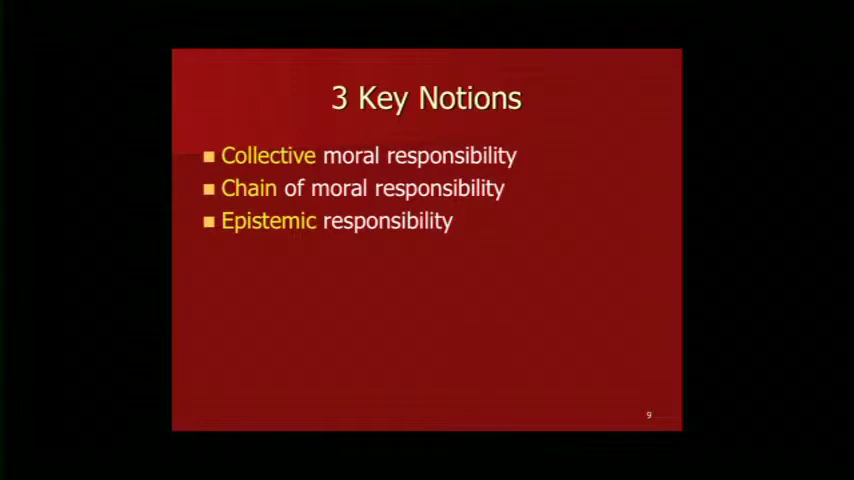 3 Key Notions
Collective moral responsibility
Chain of moral responsibility
Epistemic responsibility
9